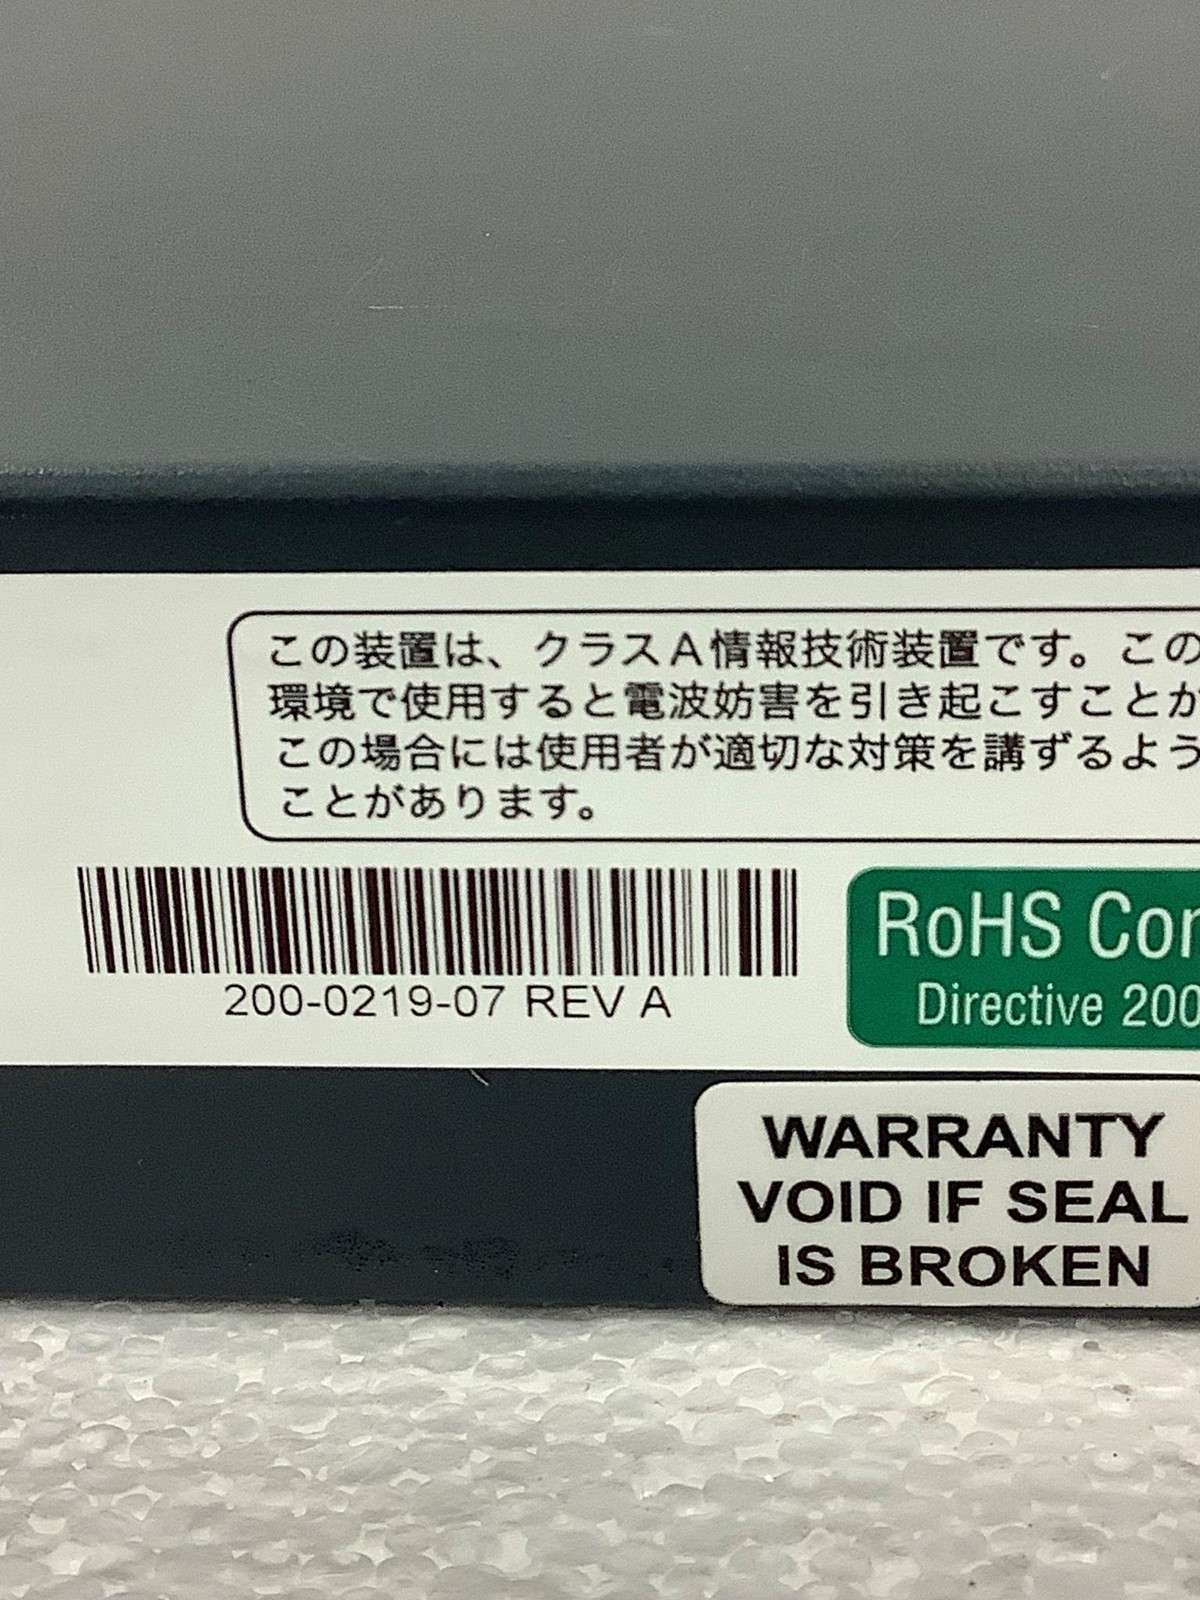 この装置は、クラスA情報技術装置です。この
環境で使用すると電波妨害を引き起こすことが
この場合には使用者が適切な対策を講ずるよう
ことがあります。
200-0219-07 REV A
RoHS Con
Directive 200
WARRANTY
VOID IF SEAL
IS BROKEN